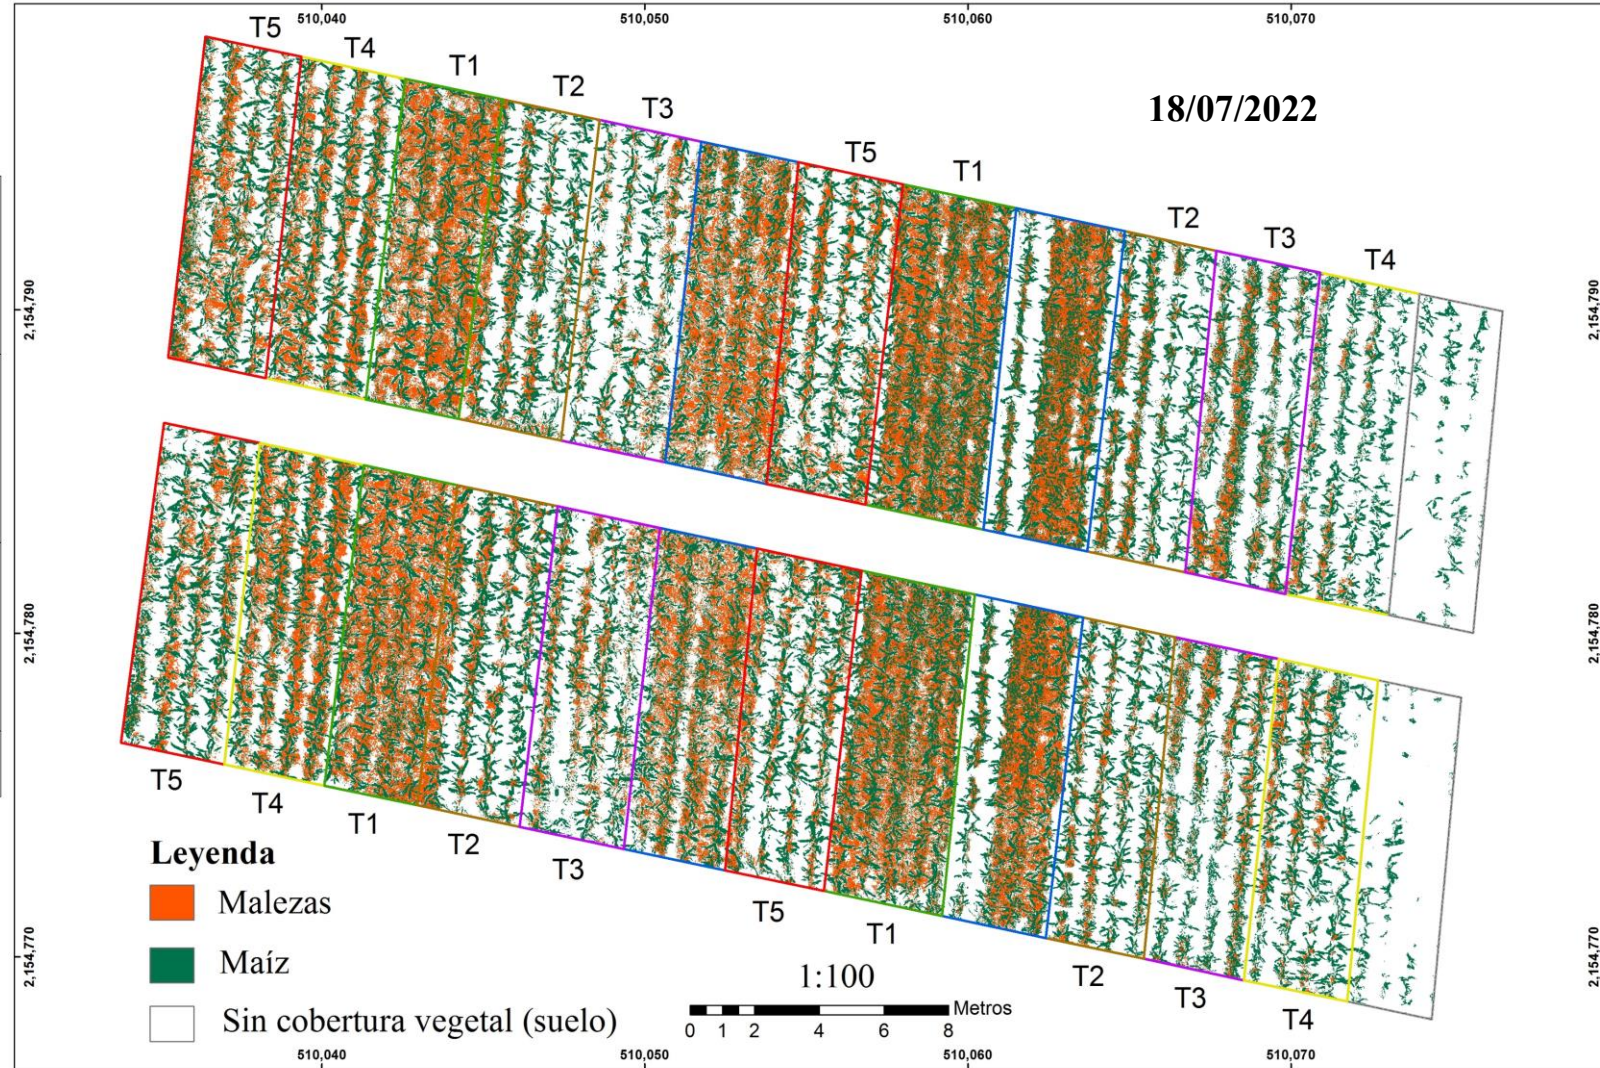 510,040 510,050 510,060 510,070
T5 T4 T1 T2 T3 T5 T1 T2 T3 T4
18/07/2022
2,154,790 2,154,790
2,154,780 2,154,780
2,154,770 2,154,770
T5 T4 T1 T2 T3 T5 T1 T2 T3 T4
Leyenda
Malezas
Maíz
Sin cobertura vegetal (suelo)
1:100
Metros
0 1 2 4 6 8
510,040 510,050 510,060 510,070